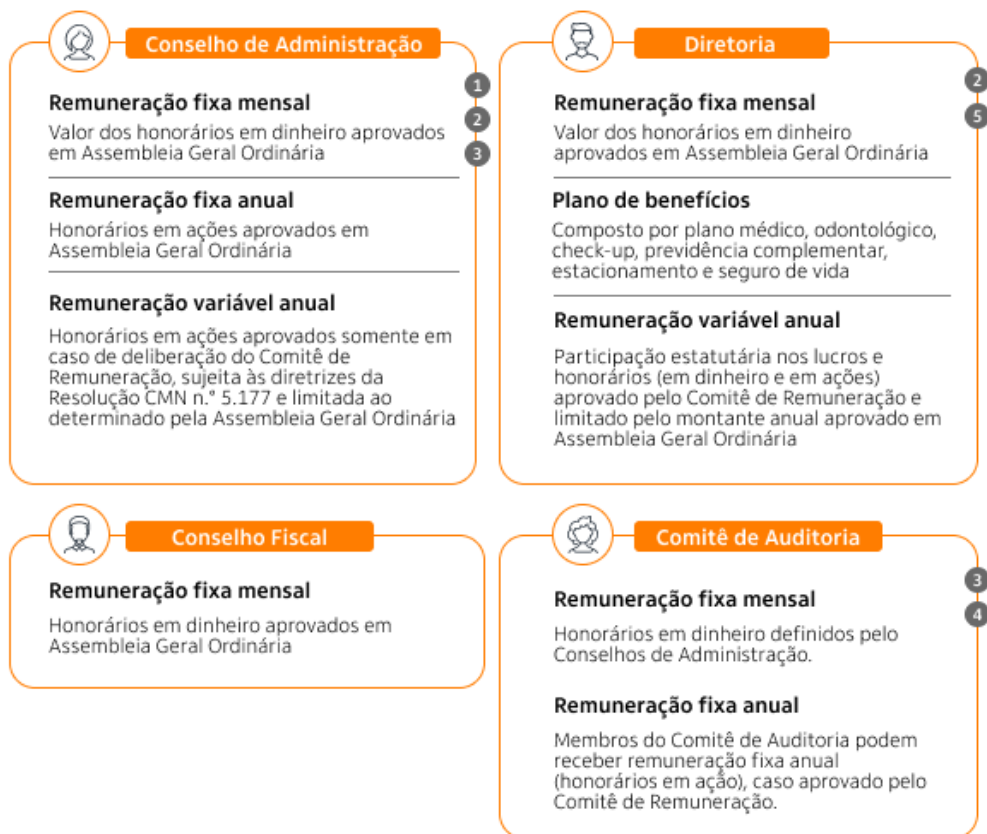 Conselho de Administração
1
2
3
Remuneração fixa mensal
Valor dos honorários em dinheiro aprovados
em Assembleia Geral Ordinária
Remuneração fixa anual
Honorários em ações aprovados em
Assembleia Geral Ordinária
Remuneração variável anual
Honorários em ações aprovados somente em
caso de deliberação do Comitê de
Remuneração, sujeita às diretrizes da
Resolução CMN n.° 5.177 e limitada ao
determinado pela Assembleia Geral Ordinária
Diretoria
2
5
Remuneração fixa mensal
Valor dos honorários em dinheiro
aprovados em Assembleia Geral Ordinária
Plano de benefícios
Composto por plano médico, odontológico,
check-up, previdência complementar,
estacionamento e seguro de vida
Remuneração variável anual
Participação estatutária nos lucros e
honorários (em dinheiro e em ações)
aprovado pelo Comitê de Remuneração e
limitado pelo montante anual aprovado em
Assembleia Geral Ordinária
Conselho Fiscal
Remuneração fixa mensal
Honorários em dinheiro aprovados em
Assembleia Geral Ordinária
Comitê de Auditoria
3
4
Remuneração fixa mensal
Honorários em dinheiro definidos pelo
Conselhos de Administração.
Remuneração fixa anual
Membros do Comitê de Auditoria podem
receber remuneração fixa anual
(honorários em ação), caso aprovado pelo
Comitê de Remuneração.